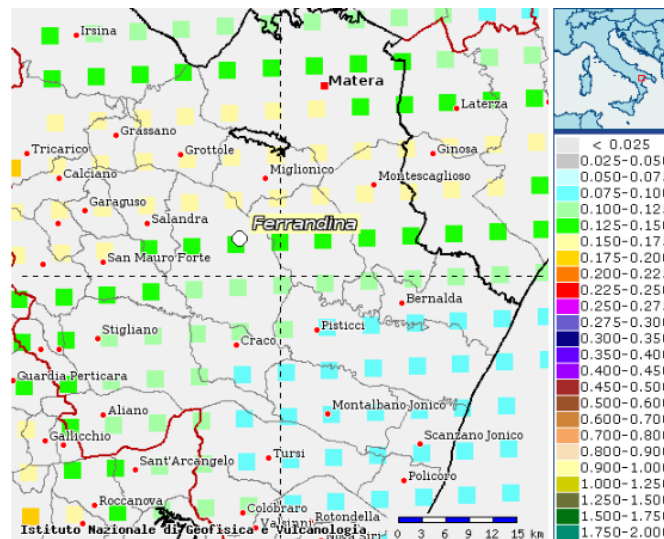 Irsina
Matera
Laterza
Grassano
Tricarico
Grottole
Ginosa
Calciano
Miglionico
Montescaglioso
Garaguso
Salandra
Ferrandina
San Mauro Forte
Bernalda
Stigliano
Pisticci
Craco
Guardia Perticara
Aliano
Montalbano Jonico
Gallicchio
Scanzano Jonico
Tursi
Sant'Arcangelo
Policoro
Roccanova
Colobraro
Rotondella
Valsinni
Nova Siri
Istituto Nazionale di Geofisica e Vulcanologia
0 3 6 9 12 15 km
< 0.025
0.025-0.050
0.050-0.075
0.075-0.100
0.100-0.125
0.125-0.150
0.150-0.175
0.175-0.200
0.200-0.225
0.225-0.250
0.250-0.275
0.275-0.300
0.300-0.350
0.350-0.400
0.400-0.450
0.450-0.500
0.500-0.600
0.600-0.700
0.700-0.800
0.800-0.900
0.900-1.000
1.000-1.250
1.250-1.500
1.500-1.750
1.750-2.000